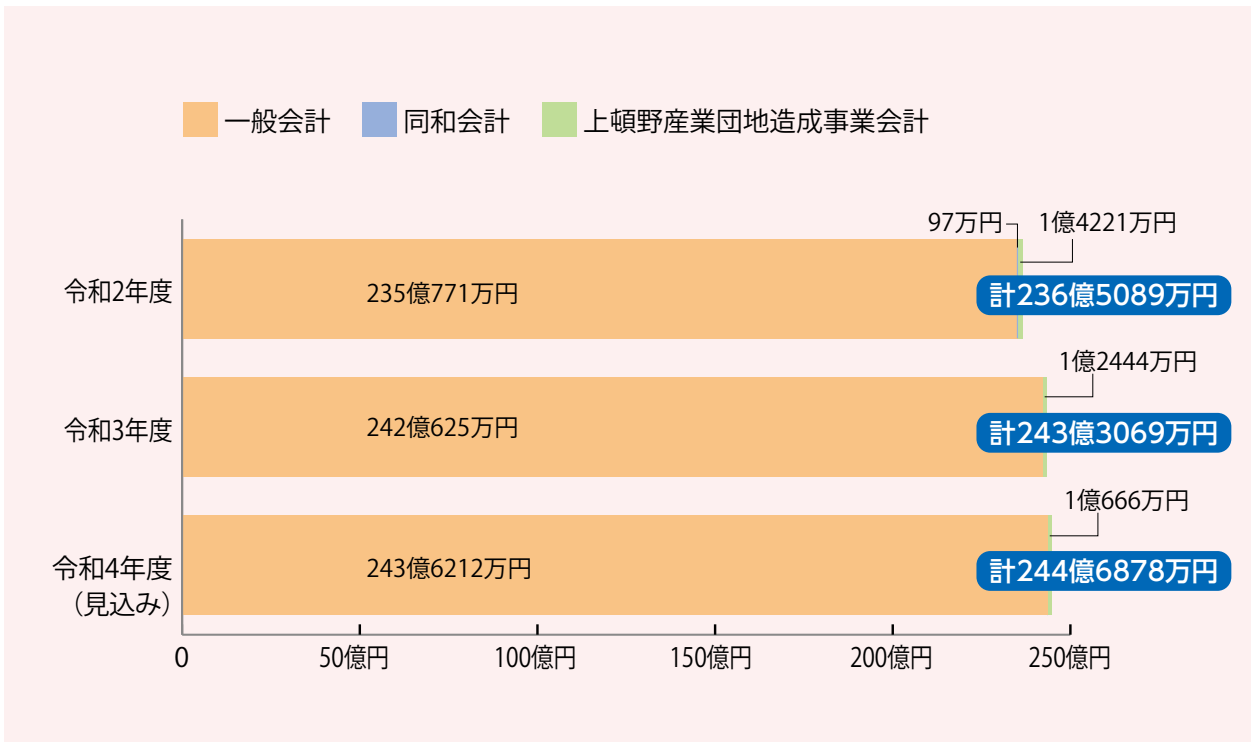 一般会計 同和会計 上頓野産業団地造成事業会計
97万円 1億4221万円
令和2年度 235億771万円 計236億5089万円
1億2444万円
令和3年度 242億625万円 計243億3069万円
1億666万円
令和4年度 243億6212万円 計244億6878万円
（見込み）
0 50億円 100億円 150億円 200億円 250億円